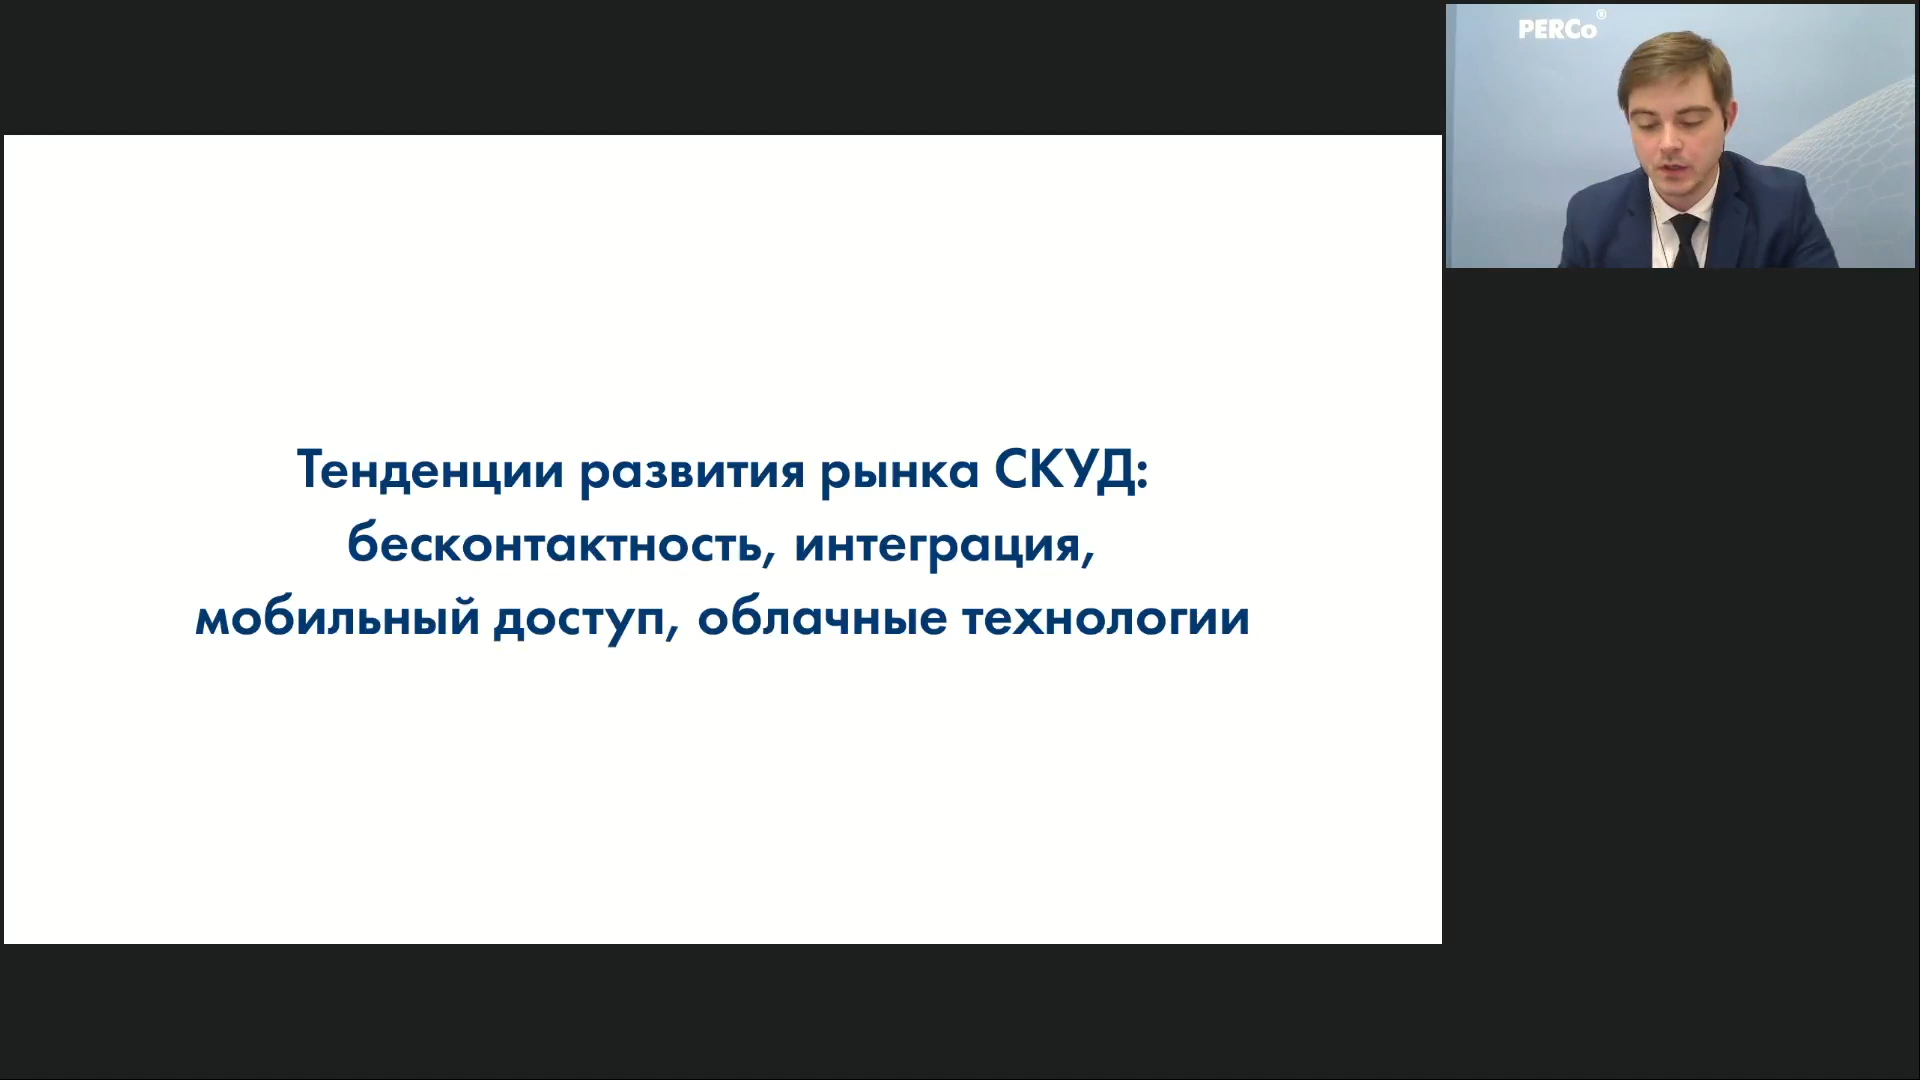 PERCo®
Тенденции развития рынка СКУД:
бесконтактность, интеграция,
мобильный доступ, облачные технологии